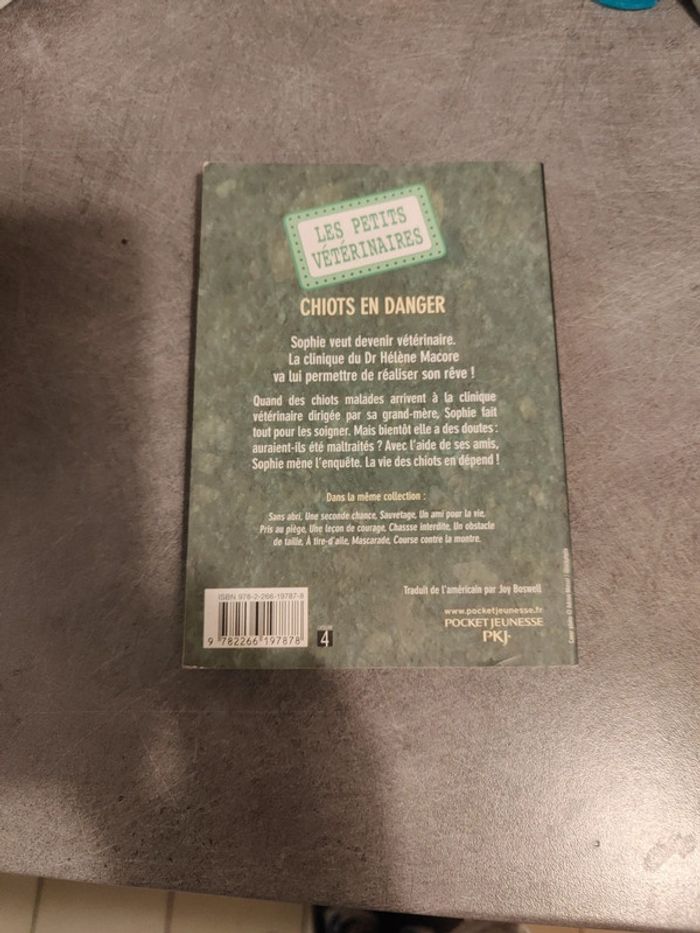 LES PETITS
VÉTÉRINAIRES
CHIOTS EN DANGER
Sophie veut devenir vétérinaire.
La clinique du Dr Hélène Macore
va lui permettre de réaliser son rêve !
Quand des chiots malades arrivent à la clinique
vétérinaire dirigée par sa grand-mère, Sophie fait
tout pour les soigner. Mais bientôt elle a des doutes :
auraient-ils été maltraités ? Avec l'aide de ses amis,
Sophie mène l'enquête. La vie des chiots en dépend !
Dans la même collection :
Sans abri, Une seconde chance, Sauvetage, Un ami pour la vie,
Pris au piège, Une leçon de courage, Chassse interdite, Un obstacle
de taille, À tire-d'aile, Mascarade, Course contre la montre.
ISBN 978-2-266-19787-8
9 782266 197878
4
Traduit de l'américain par Joy Boswell
www.pocketjeunesse.fr
POCKET JEUNESSE
PKJ·